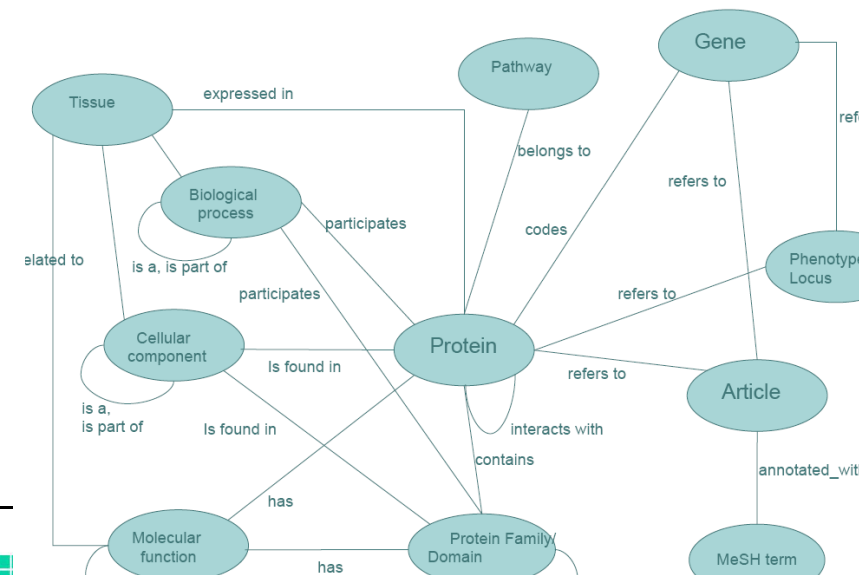 Gene
Pathway
Tissue
expressed in
belongs to
refers to
Biological
process
participates
codes
is a, is part of
participates
Phenotype
Locus
refers to
Cellular
component
Is found in
Protein
refers to
Article
is a,
is part of
Is found in
interacts with
contains
has
Molecular
function
has
Protein Family/
Domain
MeSH term